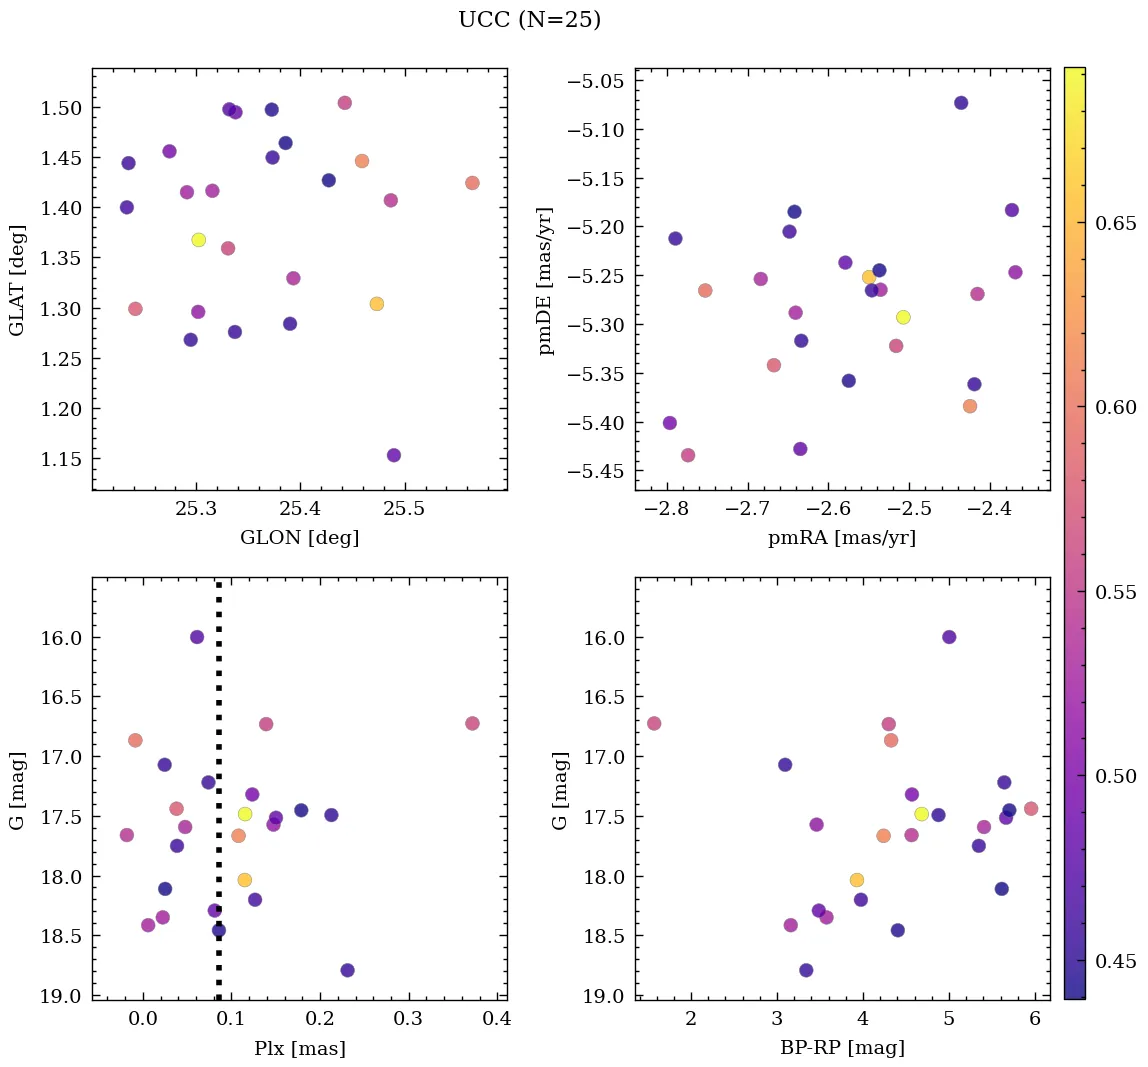 UCC (N=25)
1.50
1.45
1.40
1.35
1.30
1.25
1.20
1.15
GLAT [deg]
25.3 25.4 25.5
GLON [deg]
−5.05
−5.10
−5.15
−5.20
−5.25
−5.30
−5.35
−5.40
−5.45
pmDE [mas/yr]
−2.8 −2.7 −2.6 −2.5 −2.4
pmRA [mas/yr]
16.0
16.5
17.0
17.5
18.0
18.5
19.0
G [mag]
0.0 0.1 0.2 0.3 0.4
Plx [mas]
16.0
16.5
17.0
17.5
18.0
18.5
19.0
G [mag]
2 3 4 5 6
BP-RP [mag]
0.65
0.60
0.55
0.50
0.45